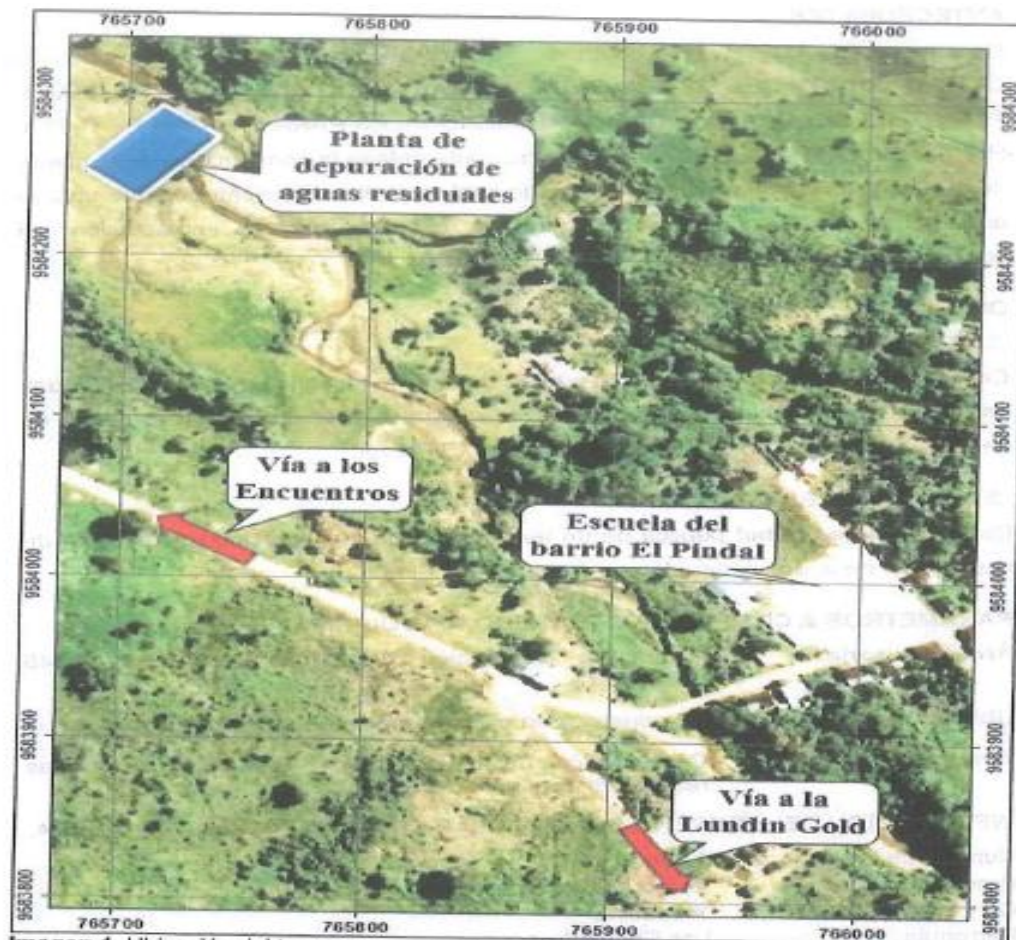 765700 765800 765900 766000
9584300
9584300
Planta de
depuración de
aguas residuales
9584200
9584200
9584100
9584100
Vía a los
Encuentros
Escuela del
barrio El Pindal
9584000
9584000
9583900
9583900
Vía a la
Lundin Gold
9583800
9583800
765700 765800 765900 766000